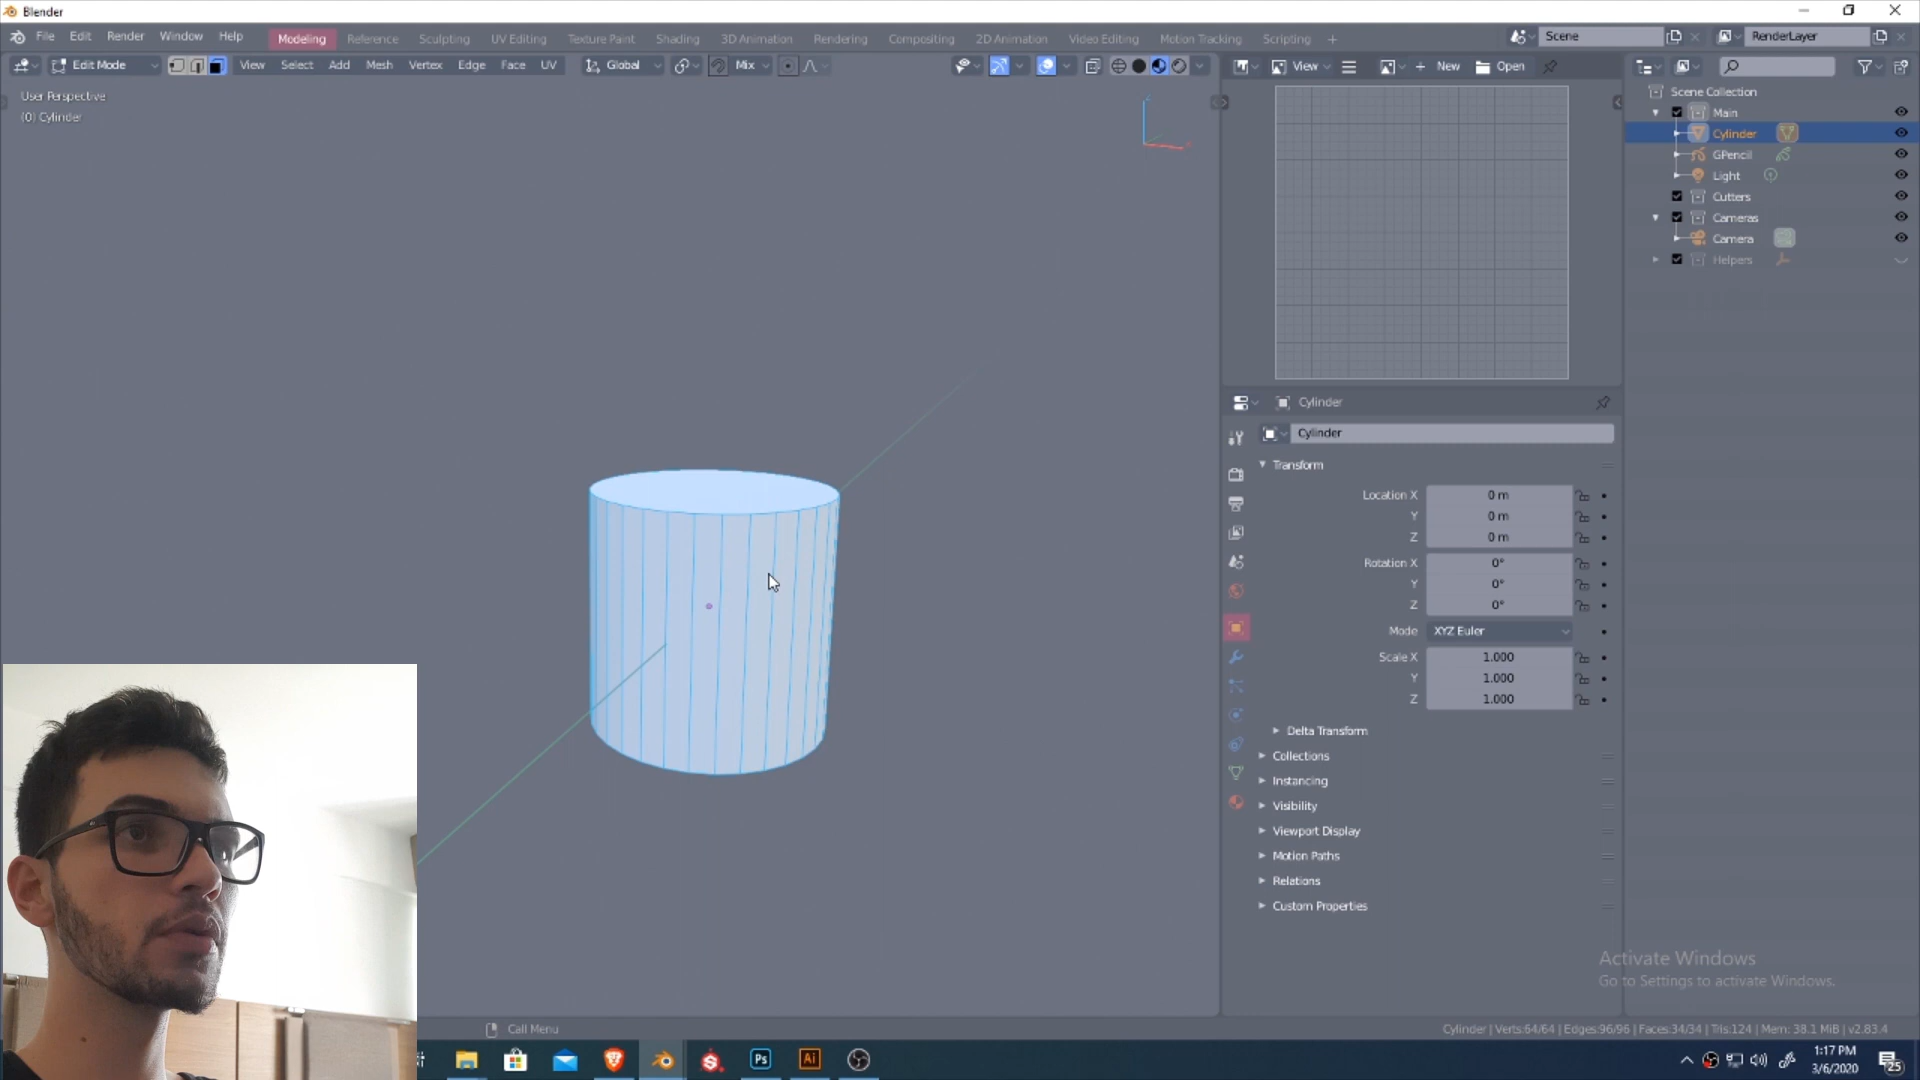 Blender
File Edit Render Window Help Modeling Reference Sculpting UV Editing Texture Paint Shading 3D Animation Rendering Compositing 2D Animation Video Editing Motion Tracking Scripting + Scene RenderLayer
Edit Mode View Select Add Mesh Vertex Edge Face UV Global Mix View New Open
User Perspective
(0) Cylinder
Scene Collection
Main
Cylinder
GPencil
Light
Cutters
Cameras
Camera
Helpers
Cylinder
Cylinder
Transform
Location X 0 m
Y 0 m
Z 0 m
Rotation X 0°
Y 0°
Z 0°
Mode XYZ Euler
Scale X 1.000
Y 1.000
Z 1.000
Delta Transform
Collections
Instancing
Visibility
Viewport Display
Motion Paths
Relations
Custom Properties
Activate Windows
Go to Settings to activate Windows.
Call Menu
Cylinder | Verts:64/64 | Edges:96/96 | Faces:34/34 | Tris:124 | Mem: 38.1 MiB | v2.83.4
Ps Ai
1:17 PM
3/6/2020
25